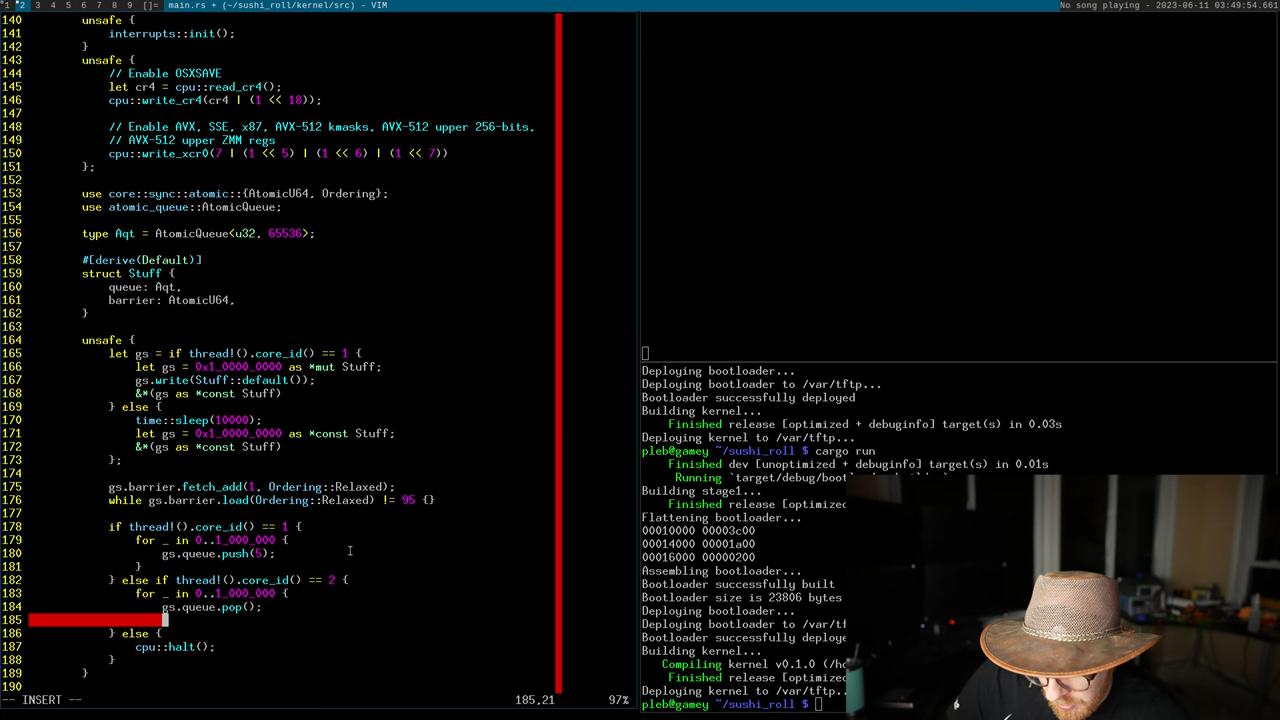 1 2 3 4 5 6 7 8 9 []= main.rs + (~/sushi_roll/kernel/src) - VIM
No song playing - 2023-06-11 03:49:54.661
140 unsafe {
141 interrupts::init();
142 }
143 unsafe {
144 // Enable OSXSAVE
145 let cr4 = cpu::read_cr4();
146 cpu::write_cr4(cr4 | (1 << 18));
147
148 // Enable AVX, SSE, x87, AVX-512 kmasks, AVX-512 upper 256-bits,
149 // AVX-512 upper ZMM regs
150 cpu::write_xcr0(7 | (1 << 5) | (1 << 6) | (1 << 7))
151 };
152
153 use core::sync::atomic::{AtomicU64, Ordering};
154 use atomic_queue::AtomicQueue;
155
156 type Aqt = AtomicQueue<u32, 65536>;
157
158 #[derive(Default)]
159 struct Stuff {
160 queue: Aqt,
161 barrier: AtomicU64,
162 }
163
164 unsafe {
165 let gs = if thread!().core_id() == 1 {
166 let gs = 0x1_0000_0000 as *mut Stuff;
167 gs.write(Stuff::default());
168 &*(gs as *const Stuff)
169 } else {
170 time::sleep(10000);
171 let gs = 0x1_0000_0000 as *const Stuff;
172 &*(gs as *const Stuff)
173 };
174
175 gs.barrier.fetch_add(1, Ordering::Relaxed);
176 while gs.barrier.load(Ordering::Relaxed) != 95 {}
177
178 if thread!().core_id() == 1 {
179 for _ in 0..1_000_000 {
180 gs.queue.push(5);
181 }
182 } else if thread!().core_id() == 2 {
183 for _ in 0..1_000_000 {
184 gs.queue.pop();
185
186 } else {
187 cpu::halt();
188 }
189 }
190
-- INSERT -- 185,21 97%
Deploying bootloader...
Deploying bootloader to /var/tftp...
Bootloader successfully deployed
Building kernel...
Finished release [optimized + debuginfo] target(s) in 0.03s
Deploying kernel to /var/tftp...
pleb@gamey ~/sushi_roll $ cargo run
Finished dev [unoptimized + debuginfo] target(s) in 0.01s
Running `target/debug/boot
Building stage1...
Finished release [optimized
Flattening bootloader...
00010000 00003c00
00014000 00001a00
00016000 00000200
Assembling bootloader...
Bootloader successfully built
Bootloader size is 23806 bytes
Deploying bootloader...
Deploying bootloader to /var/tf
Bootloader successfully deploye
Building kernel...
Compiling kernel v0.1.0 (/ho
Finished release [optimized
Deploying kernel to /var/tftp...
pleb@gamey ~/sushi_roll $